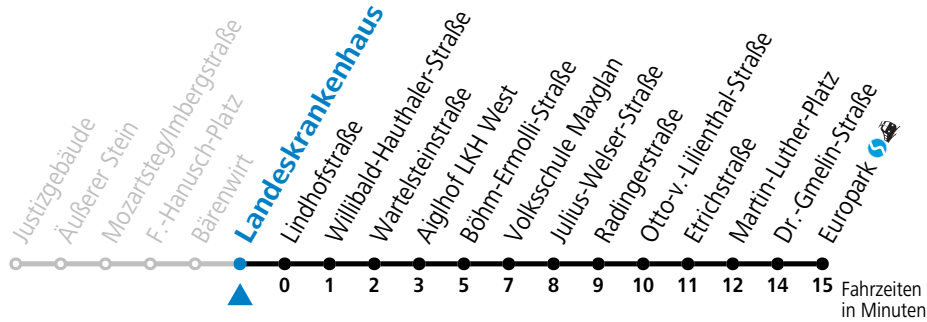 Justizgebäude
Äußerer Stein
Mozartsteg/Imbergstraße
F.-Hanusch-Platz
Bärenwirt
Landeskrankenhaus
Lindhofstraße
Willibald-Hauthaler-Straße
Wartelsteinstraße
Aiglhof LKH West
Böhm-Ermolli-Straße
Volksschule Maxglan
Julius-Welser-Straße
Radingerstraße
Otto-v.-Lilienthal-Straße
Etrichstraße
Martin-Luther-Platz
Dr.-Gmelin-Straße
Europark
0 1 2 3 5 7 8 9 10 11 12 14 15
Fahrzeiten
in Minuten